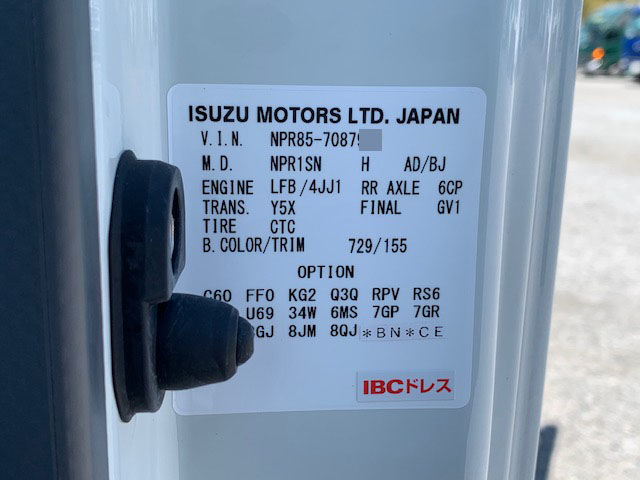 ISUZU MOTORS LTD. JAPAN
V.I.N. NPR85-70879
M.D. NPR1SN H AD/BJ
ENGINE LFB/4JJ1 RR AXLE 6CP
TRANS. Y5X FINAL GV1
TIRE CTC
B.COLOR/TRIM 729/155
OPTION
FF0 KG2 Q3Q RPV RS6
U69 34W 6MS 7GP 7GR
8JM 8QJ *BN*CE
IBCドレス